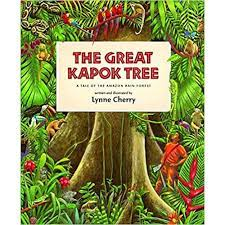 THE GREAT
KAPOK TREE
A TALE OF THE AMAZON RAIN FOREST
written and illustrated by
Lynne Cherry